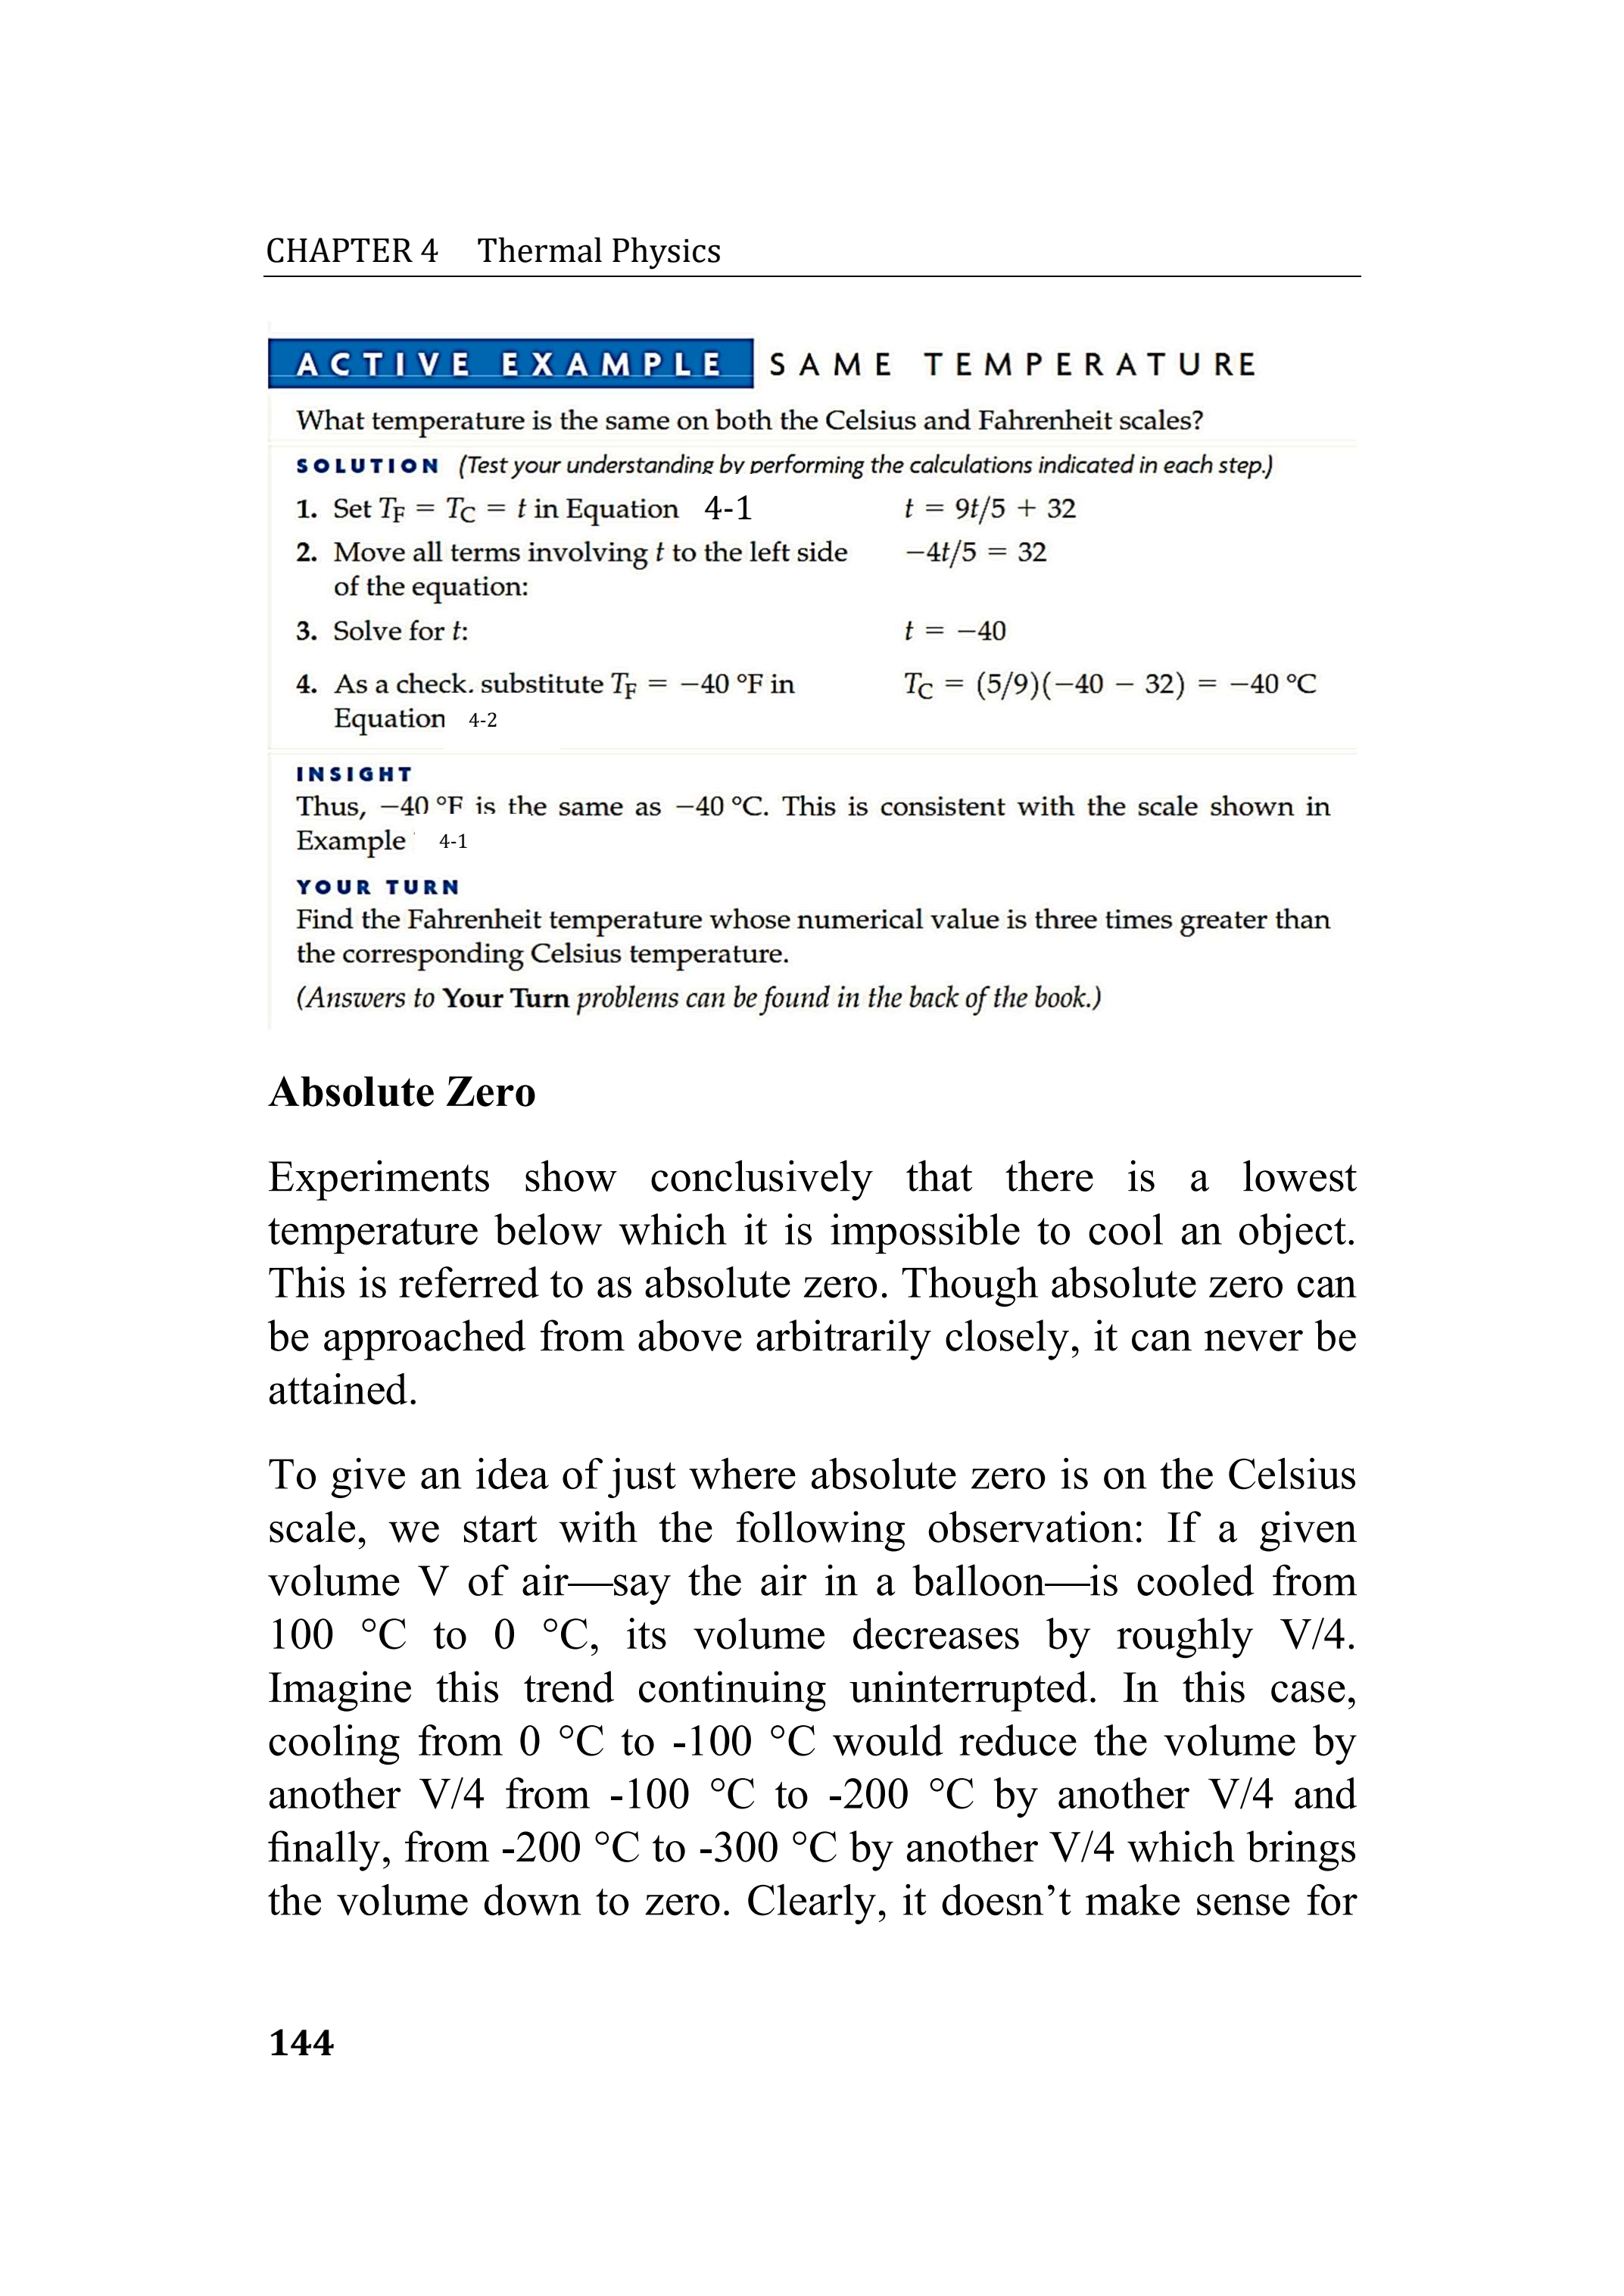 CHAPTER 4 Thermal Physics
ACTIVE EXAMPLE SAME TEMPERATURE
What temperature is the same on both the Celsius and Fahrenheit scales?
SOLUTION (Test your understanding by performing the calculations indicated in each step.)
1. Set TF = TC = t in Equation 4-1 t = 9t/5 + 32
2. Move all terms involving t to the left side −4t/5 = 32
of the equation:
3. Solve for t: t = −40
4. As a check. substitute TF = −40 °F in TC = (5/9)(−40 − 32) = −40 °C
Equation 4-2
INSIGHT
Thus, −40 °F is the same as −40 °C. This is consistent with the scale shown in
Example 4-1
YOUR TURN
Find the Fahrenheit temperature whose numerical value is three times greater than
the corresponding Celsius temperature.
(Answers to Your Turn problems can be found in the back of the book.)
Absolute Zero
Experiments show conclusively that there is a lowest
temperature below which it is impossible to cool an object.
This is referred to as absolute zero. Though absolute zero can
be approached from above arbitrarily closely, it can never be
attained.
To give an idea of just where absolute zero is on the Celsius
scale, we start with the following observation: If a given
volume V of air—say the air in a balloon—is cooled from
100 °C to 0 °C, its volume decreases by roughly V/4.
Imagine this trend continuing uninterrupted. In this case,
cooling from 0 °C to -100 °C would reduce the volume by
another V/4 from -100 °C to -200 °C by another V/4 and
finally, from -200 °C to -300 °C by another V/4 which brings
the volume down to zero. Clearly, it doesn’t make sense for
144